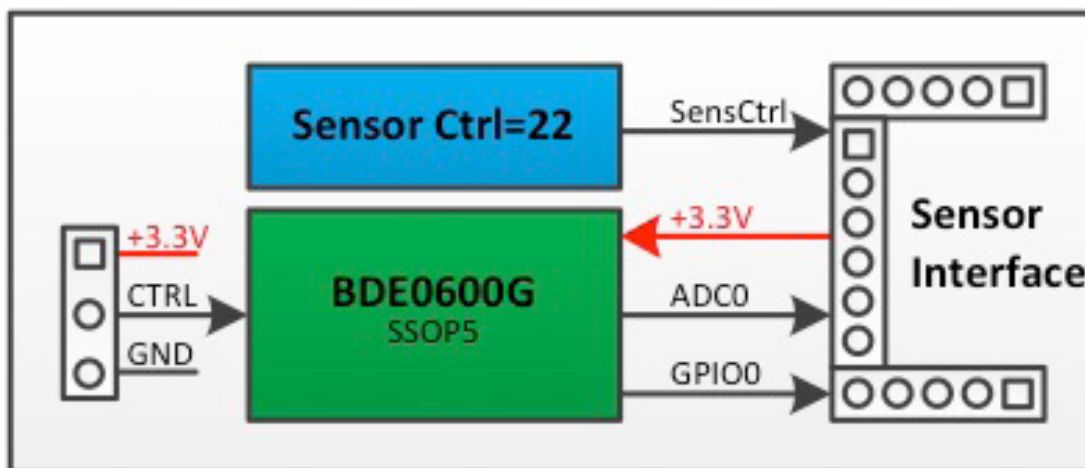 Sensor Ctrl=22
SensCtrl
+3.3V
CTRL
GND
BDE0600G
SSOP5
+3.3V
ADC0
GPIO0
Sensor
Interface